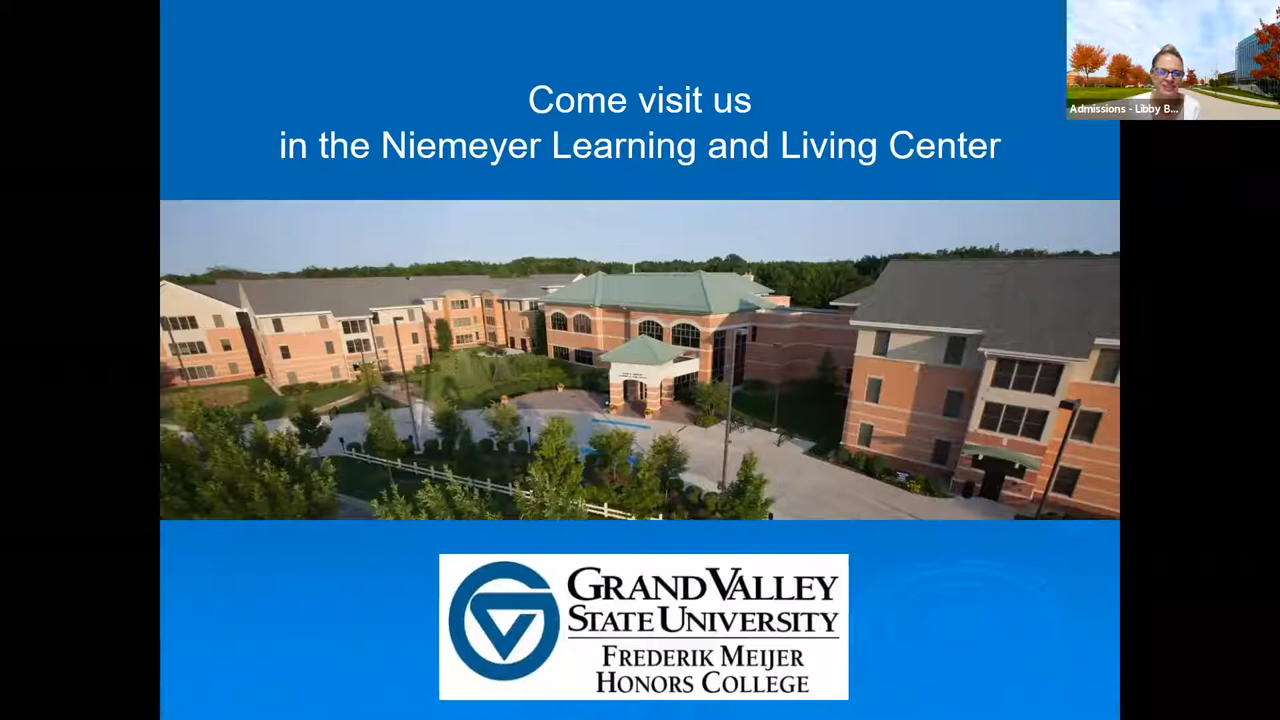 Come visit us
in the Niemeyer Learning and Living Center
Admissions - Libby B...
GRAND VALLEY
STATE UNIVERSITY
FREDERIK MEIJER
HONORS COLLEGE